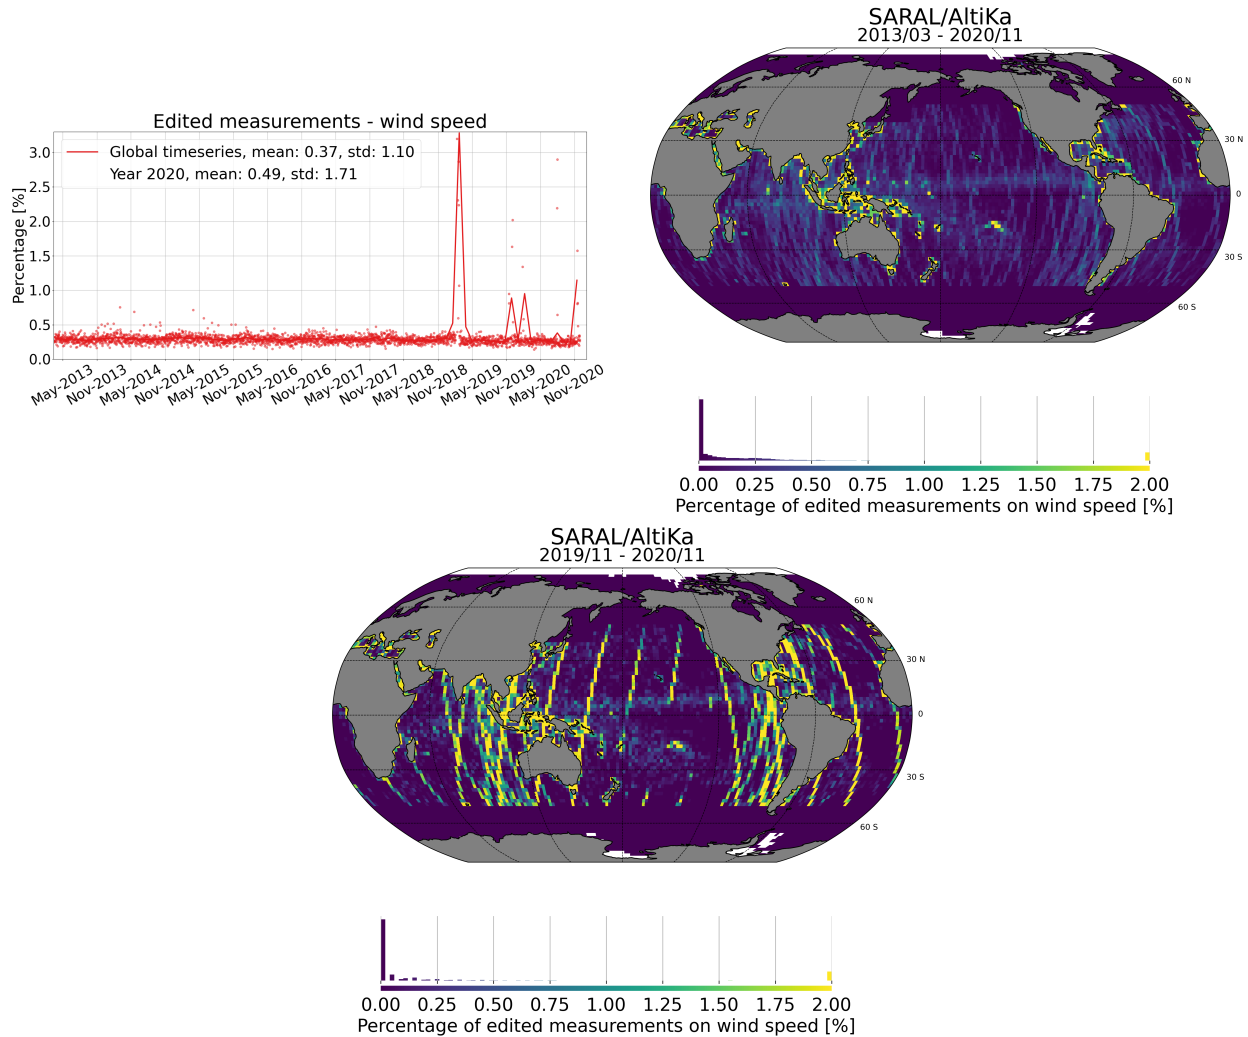 Edited measurements - wind speed
Percentage [%]
3.0
2.5
2.0
1.5
1.0
0.5
0.0
Global timeseries, mean: 0.37, std: 1.10
Year 2020, mean: 0.49, std: 1.71
May-2013
Nov-2013
May-2014
Nov-2014
May-2015
Nov-2015
May-2016
Nov-2016
May-2017
Nov-2017
May-2018
Nov-2018
May-2019
Nov-2019
May-2020
Nov-2020
SARAL/AltiKa
2013/03 - 2020/11
60 N
30 N
0
30 S
60 S
0.00 0.25 0.50 0.75 1.00 1.25 1.50 1.75 2.00
Percentage of edited measurements on wind speed [%]
SARAL/AltiKa
2019/11 - 2020/11
60 N
30 N
0
30 S
60 S
0.00 0.25 0.50 0.75 1.00 1.25 1.50 1.75 2.00
Percentage of edited measurements on wind speed [%]